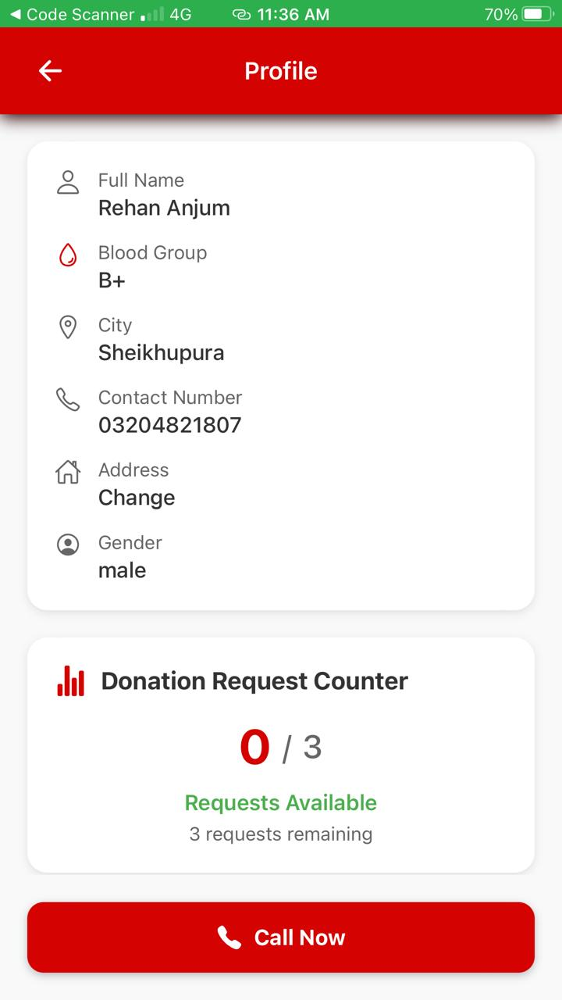 ◀ Code Scanner 4G 11:36 AM 70%
Profile
Full Name
Rehan Anjum
Blood Group
B+
City
Sheikhupura
Contact Number
03204821807
Address
Change
Gender
male
Donation Request Counter
0 / 3
Requests Available
3 requests remaining
Call Now